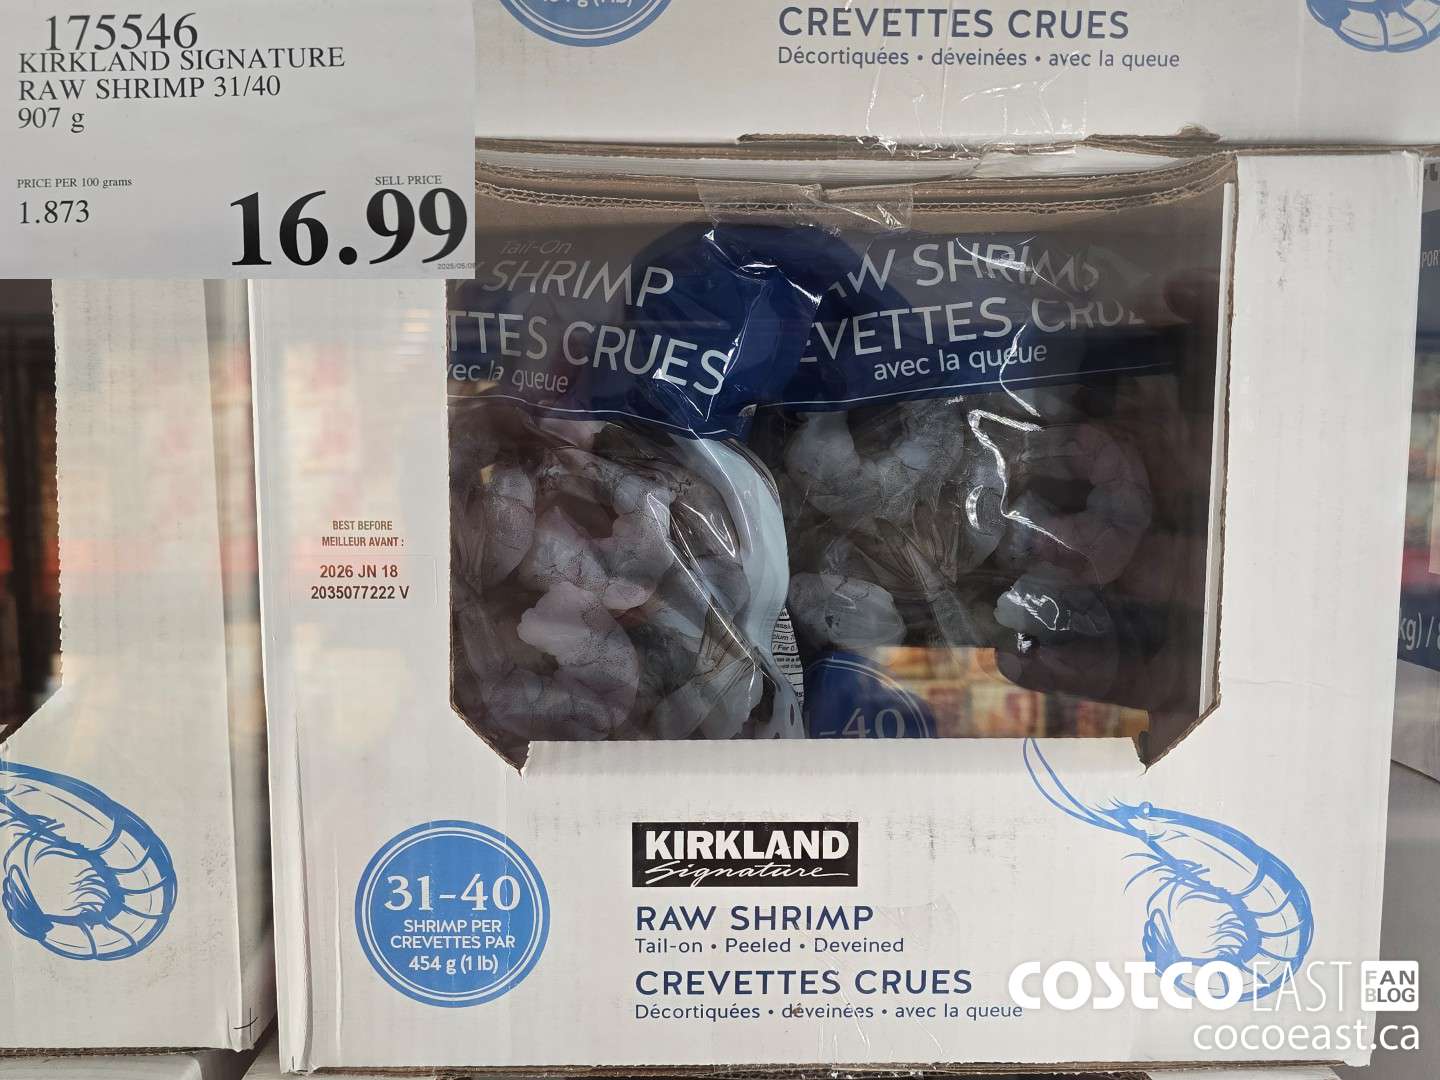 175546
KIRKLAND SIGNATURE
RAW SHRIMP 31/40
907 g
PRICE PER 100 grams
1.873
SELL PRICE
16.99
CREVETTES CRUES
Décortiquées • déveinées • avec la queue
Tail-On
SHRIMP
TTES CRUES
vec la queue
AW SHRIMP
EVETTES CRUE
avec la queue
-40
BEST BEFORE
MEILLEUR AVANT :
2026 JN 18
2035077222 V
31-40
SHRIMP PER
CREVETTES PAR
454 g (1 lb)
KIRKLAND
Signature
RAW SHRIMP
Tail-on • Peeled • Deveined
CREVETTES CRUES
Décortiquées • déveinées • avec la queue
kg) /
COSTCO EAST FAN
BLOG
cocoeast.ca